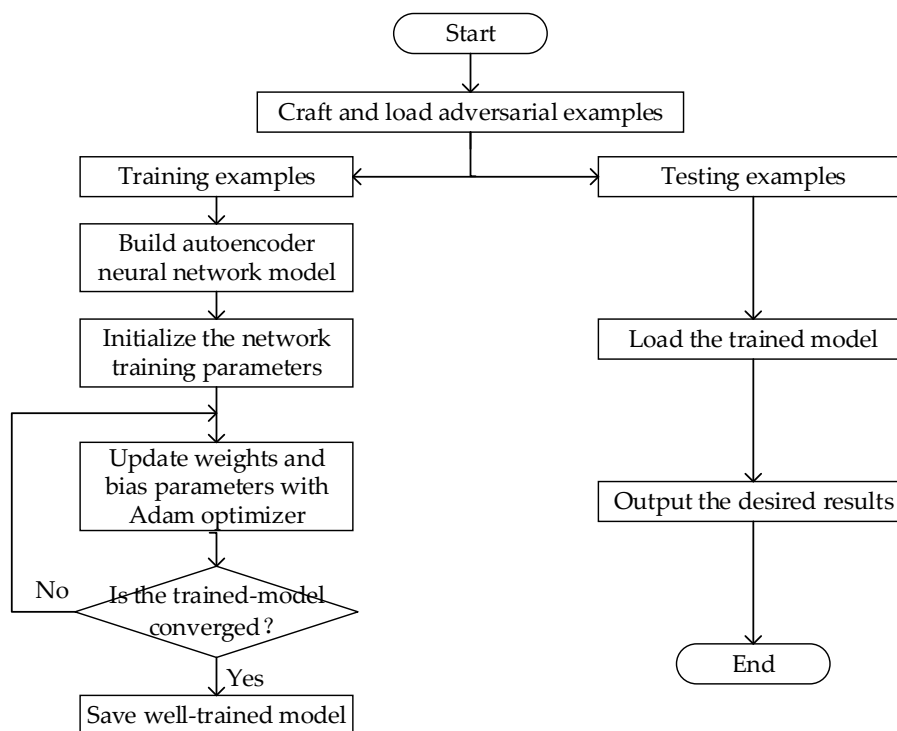 Start
Craft and load adversarial examples
Training examples
Testing examples
Build autoencoder
neural network model
Initialize the network
training parameters
Load the trained model
Update weights and
bias parameters with
Adam optimizer
Output the desired results
No
Is the trained-model
converged?
Yes
End
Save well-trained model